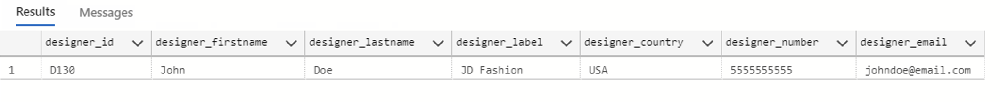 Results Messages
designer_id designer_firstname designer_lastname designer_label designer_country designer_number designer_email
1 D130 John Doe JD Fashion USA 5555555555 johndoe@email.com